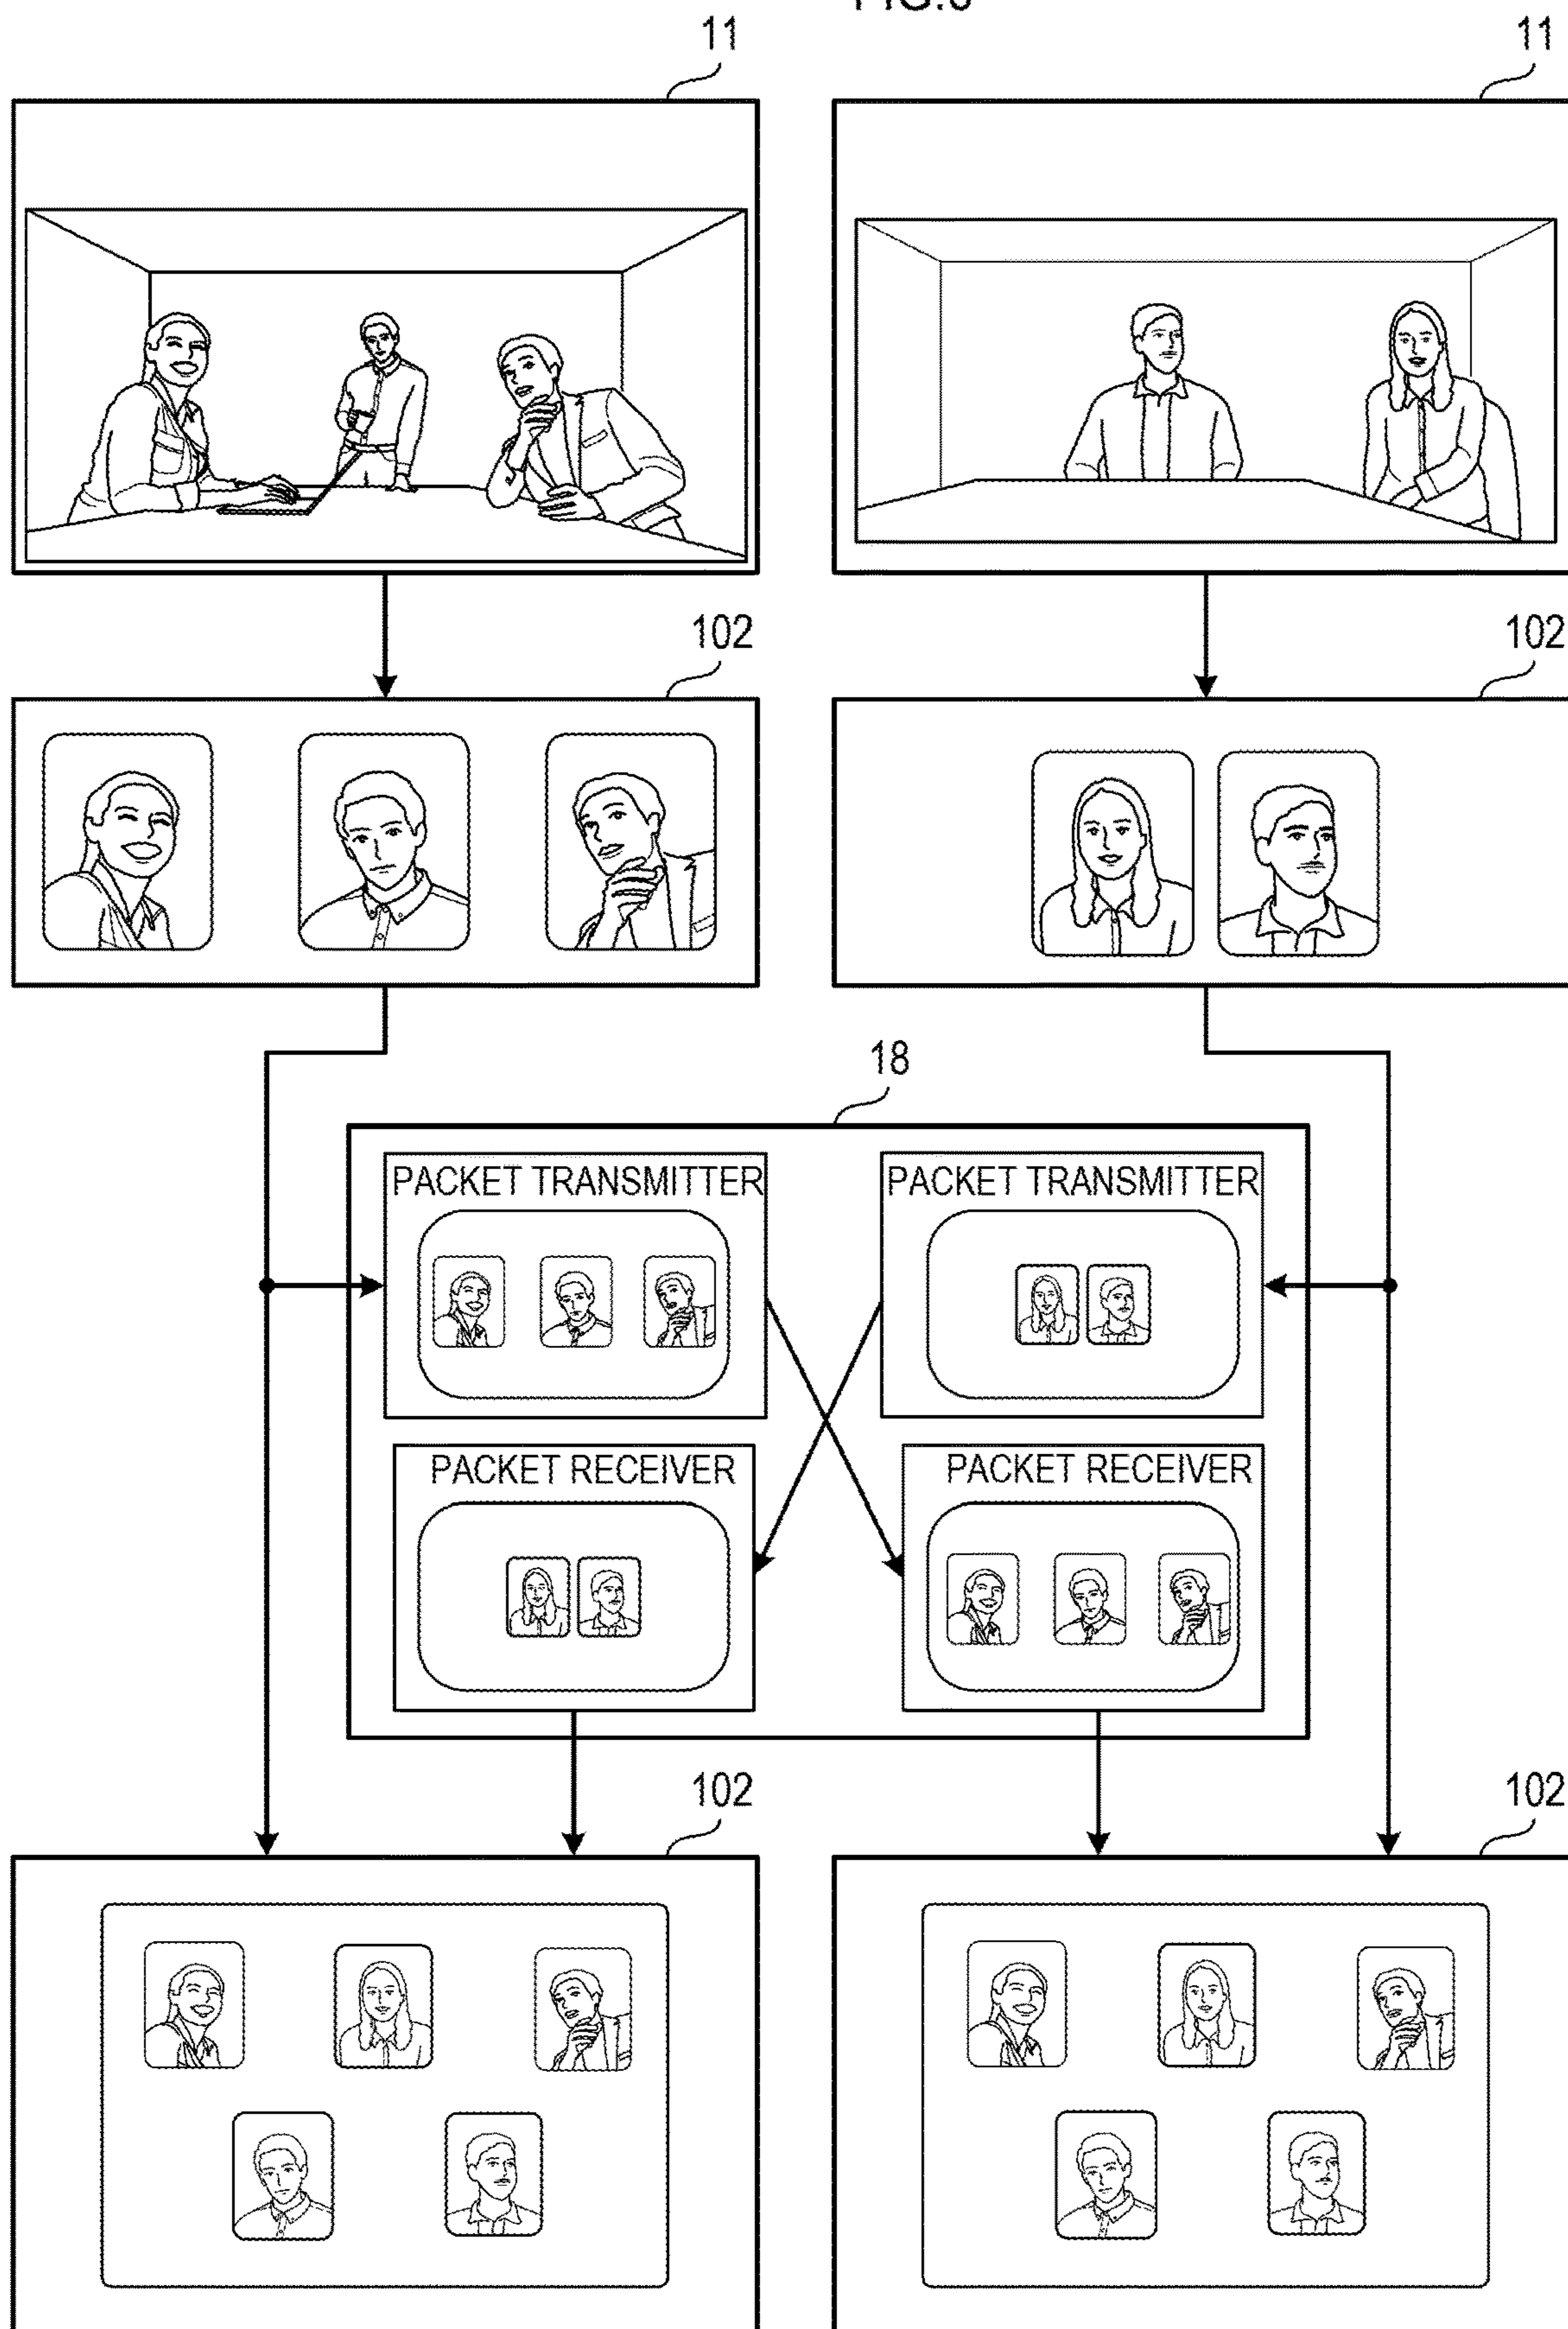 11
11
102
102
18
PACKET TRANSMITTER
PACKET TRANSMITTER
PACKET RECEIVER
PACKET RECEIVER
102
102